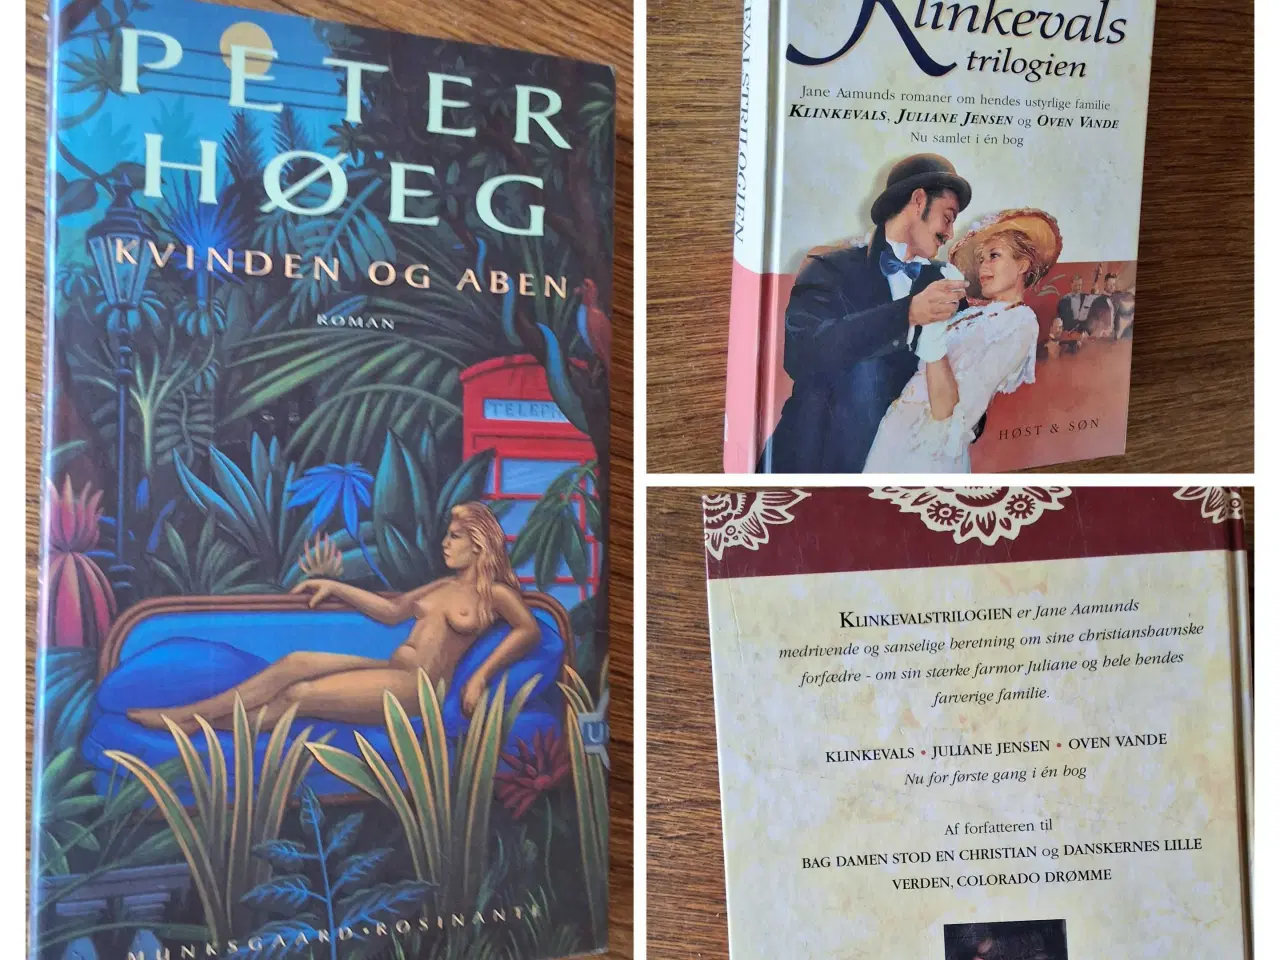 PETER
HØEG
KVINDEN OG ABEN
ROMAN
TELEPH
U
MUNKSGAARD • ROSINANTE
EVALSTRILOGIEN
Klinkevals
trilogien
Jane Aamunds romaner om hendes ustyrlige familie
KLINKEVALS, JULIANE JENSEN og OVEN VANDE
Nu samlet i én bog
HØST & SØN
KLINKEVALSTRILOGIEN er Jane Aamunds
medrivende og sanselige beretning om sine christianshavnske
forfædre - om sin stærke farmor Juliane og hele hendes
farverige familie.
KLINKEVALS • JULIANE JENSEN • OVEN VANDE
Nu for første gang i én bog
Af forfatteren til
BAG DAMEN STOD EN CHRISTIAN og DANSKERNES LILLE
VERDEN, COLORADO DRØMME